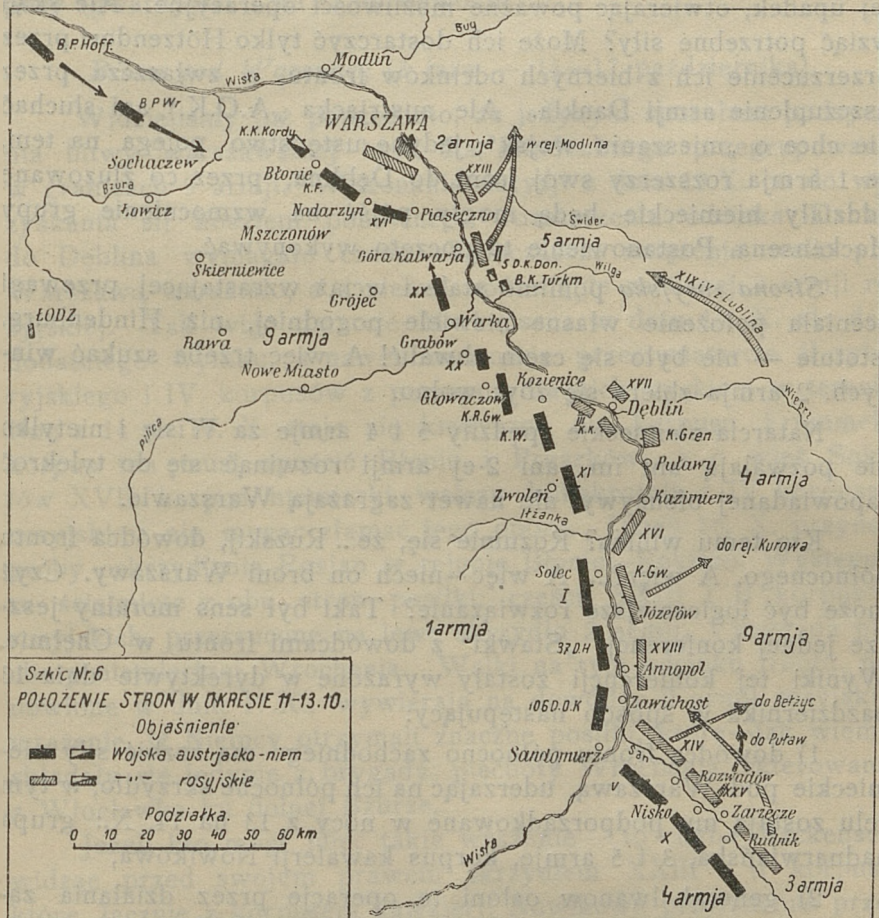 Bug
B.P. Hoff.
Modlin
Wisła
B P Wr
WARSZAWA
2 armja
w rej. Modlina
K.K.Kordy
XXIII
Sochaczew
Błonie
Bzura
K.F.
Łowicz
Nadarzyn
XVI
Piaseczno
Świder
Mszczonów
II
5 armja
Góra Kalwarja
5 D.K. Don.
Wilga
Skierniewice
B.K. Turkm
XIX i V z Lublina
XX
Grójec
ŁODZ
9 armja
Warka
Rawa
Grabów
XX
Nowe Miasto
Kozienice
XVII
Wieprz
Głowaczów
Dęblin
K.R.Gw.
III K.K.
Pilica
K.W.
K.Gren
Puławy
XI
4 armja
Zwoleń
Kazimierz
Iłżanka
XVI
Solec
K.Gw.
do rej. Kurowa
I
Józefów
1 armja
9 armja
37 D H
XVIII
Annopol
106 D.O.K
Zawichost
do Bełżyc
Sandomierz
San
XIV
do Puław
V
Rozwadów
XXV
Nisko
Zarzecze
X
Rudnik
Wisła
4 armja
3 armja
Szkic Nr.6
POŁOŻENIE STRON W OKRESIE 11-13.10.
Objaśnienie:
Wojska austrjacko-niem
-"- rosyjskie
Podziałka.
0 10 20 30 40 50 60 km